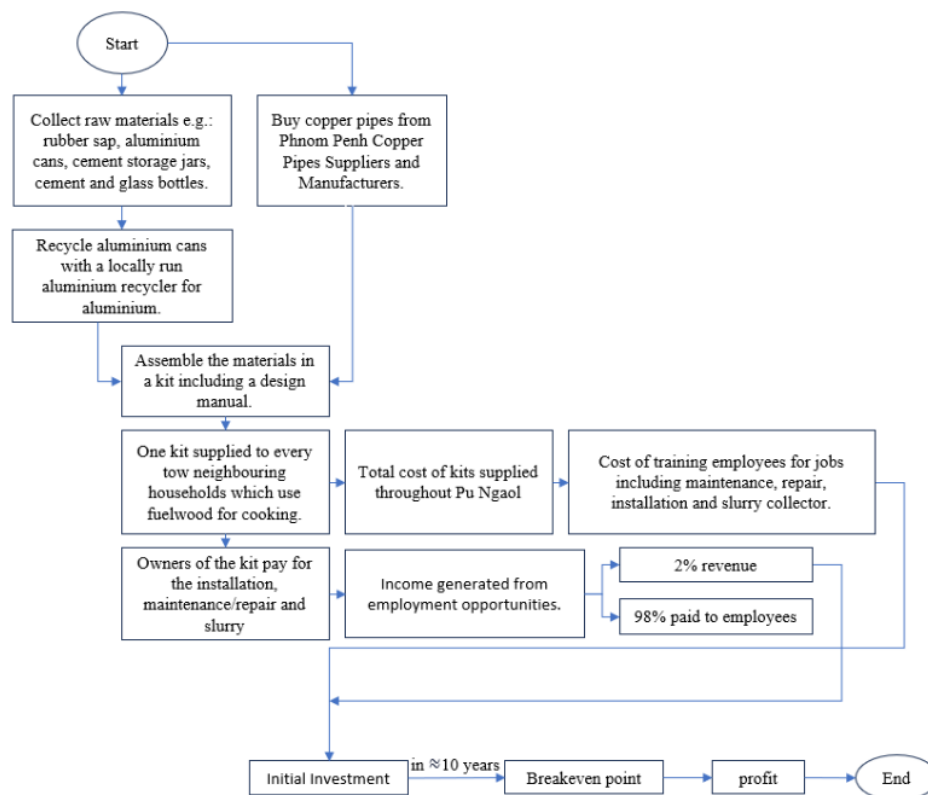 Start
Collect raw materials e.g.:
rubber sap, aluminium
cans, cement storage jars,
cement and glass bottles.
Buy copper pipes from
Phnom Penh Copper
Pipes Suppliers and
Manufacturers.
Recycle aluminium cans
with a locally run
aluminium recycler for
aluminium.
Assemble the materials in
a kit including a design
manual.
One kit supplied to every
tow neighbouring
households which use
fuelwood for cooking.
Total cost of kits supplied
throughout Pu Ngaol
Cost of training employees for jobs
including maintenance, repair,
installation and slurry collector.
Owners of the kit pay for
the installation,
maintenance/repair and
slurry
Income generated from
employment opportunities.
2% revenue
98% paid to employees
Initial Investment
in ≈10 years
Breakeven point
profit
End